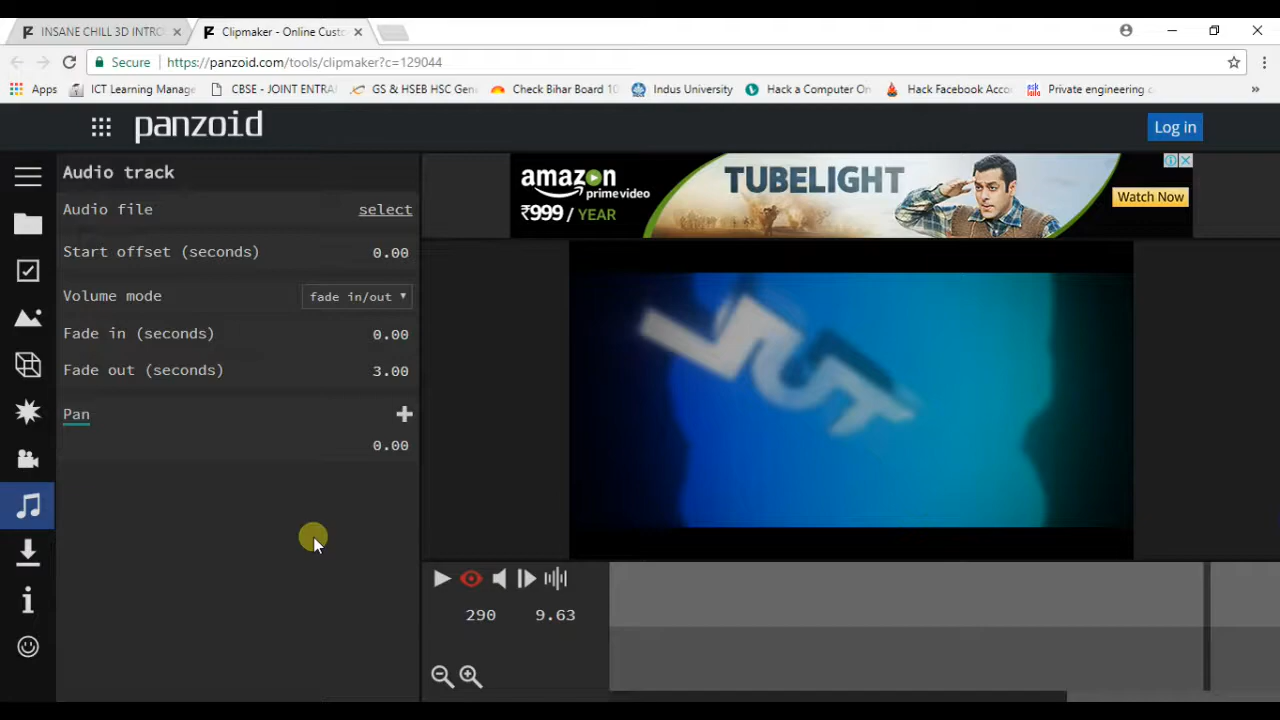 INSANE CHILL 3D INTRO
Clipmaker - Online Custo
Secure https://panzoid.com/tools/clipmaker?c=129044
Apps ICT Learning Manage CBSE - JOINT ENTRA GS & HSEB HSC Gen Check Bihar Board 10 Indus University Hack a Computer On Hack Facebook Acco Private engineering c »
panzoid
Log in
Audio track
Audio file select
Start offset (seconds) 0.00
Volume mode fade in/out
Fade in (seconds) 0.00
Fade out (seconds) 3.00
Pan
0.00
amazon prime video
₹999 / YEAR
TUBELIGHT
Watch Now
290 9.63